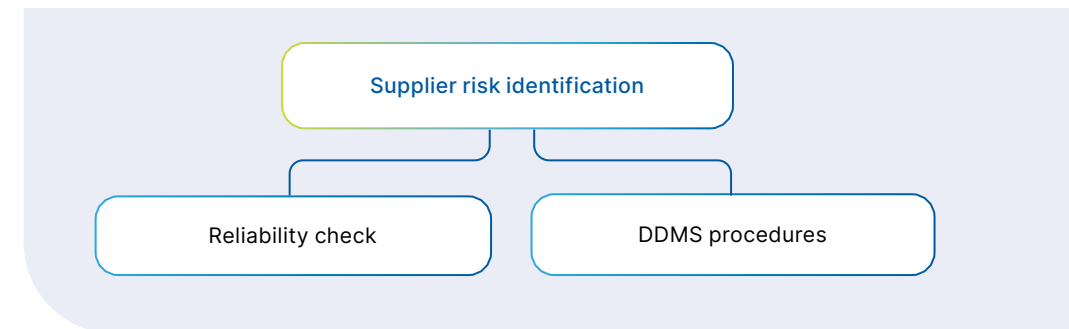 Supplier risk identification
Reliability check
DDMS procedures